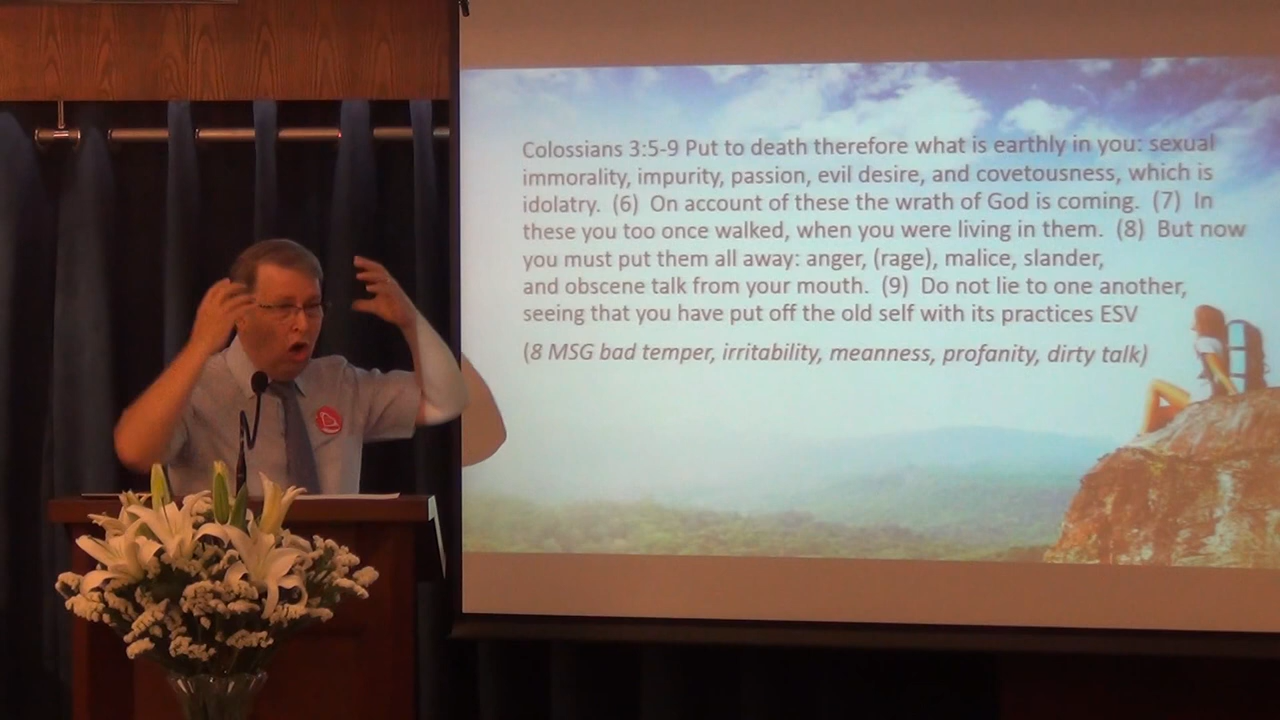 Colossians 3:5-9 Put to death therefore what is earthly in you: sexual
immorality, impurity, passion, evil desire, and covetousness, which is
idolatry.  (6)  On account of these the wrath of God is coming.  (7)  In
these you too once walked, when you were living in them.  (8)  But now
you must put them all away: anger, (rage), malice, slander,
and obscene talk from your mouth.  (9)  Do not lie to one another,
seeing that you have put off the old self with its practices ESV
(8 MSG bad temper, irritability, meanness, profanity, dirty talk)